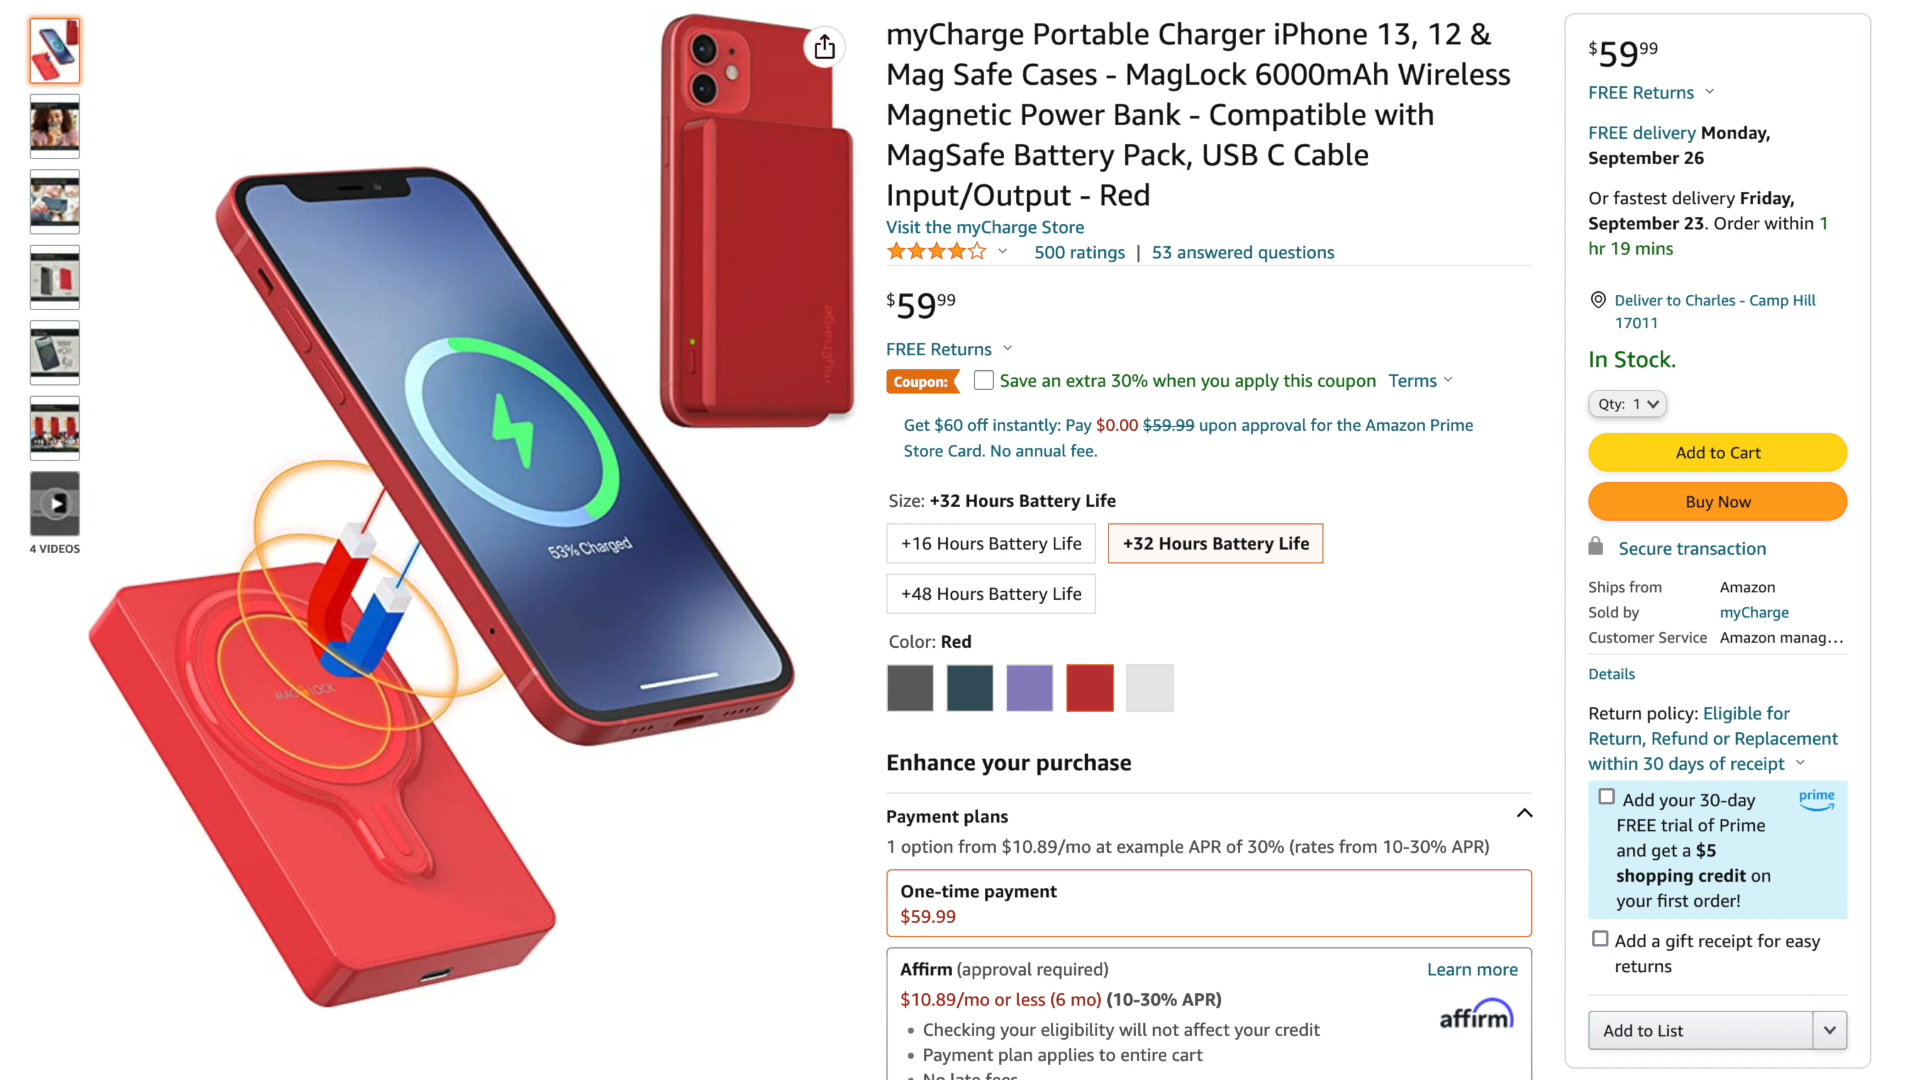 4 VIDEOS
53% Charged
MAG LOCK
myCharge
myCharge Portable Charger iPhone 13, 12 &
Mag Safe Cases - MagLock 6000mAh Wireless
Magnetic Power Bank - Compatible with
MagSafe Battery Pack, USB C Cable
Input/Output - Red
Visit the myCharge Store
500 ratings | 53 answered questions
$59⁹⁹
FREE Returns
Coupon: Save an extra 30% when you apply this coupon Terms
Get $60 off instantly: Pay $0.00 $59.99 upon approval for the Amazon Prime
Store Card. No annual fee.
Size: +32 Hours Battery Life
+16 Hours Battery Life
+32 Hours Battery Life
+48 Hours Battery Life
Color: Red
Enhance your purchase
Payment plans
1 option from $10.89/mo at example APR of 30% (rates from 10-30% APR)
One-time payment
$59.99
Affirm (approval required) Learn more
$10.89/mo or less (6 mo) (10-30% APR)
affirm
• Checking your eligibility will not affect your credit
• Payment plan applies to entire cart
• No late fees
$59⁹⁹
FREE Returns
FREE delivery Monday,
September 26
Or fastest delivery Friday,
September 23. Order within 1
hr 19 mins
Deliver to Charles - Camp Hill
17011
In Stock.
Qty: 1
Add to Cart
Buy Now
Secure transaction
Ships from Amazon
Sold by myCharge
Customer Service Amazon manag...
Details
Return policy: Eligible for
Return, Refund or Replacement
within 30 days of receipt
Add your 30-day prime
FREE trial of Prime
and get a $5
shopping credit on
your first order!
Add a gift receipt for easy
returns
Add to List